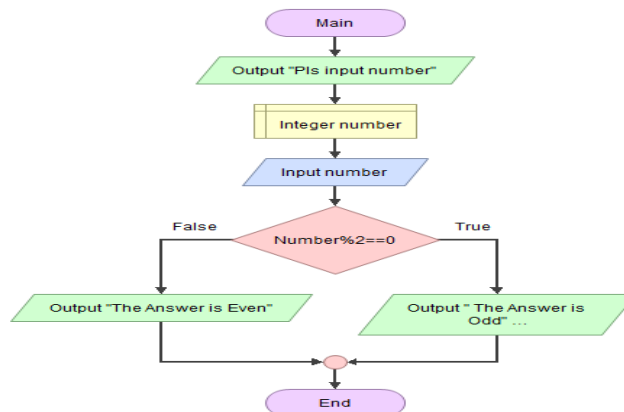 Main
Output "Pls input number"
Integer number
Input number
False
True
Number%2==0
Output "The Answer is Even"
Output " The Answer is
Odd" ...
End